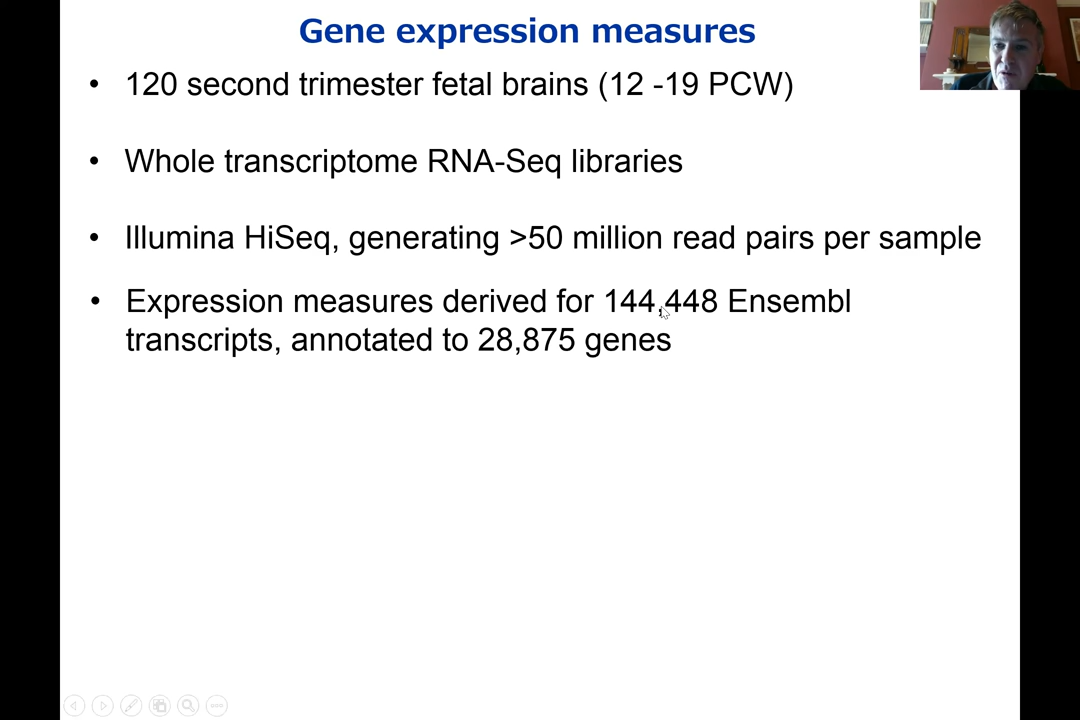 Gene expression measures
• 120 second trimester fetal brains (12 -19 PCW)
• Whole transcriptome RNA-Seq libraries
• Illumina HiSeq, generating >50 million read pairs per sample
• Expression measures derived for 144,448 Ensembl
transcripts, annotated to 28,875 genes